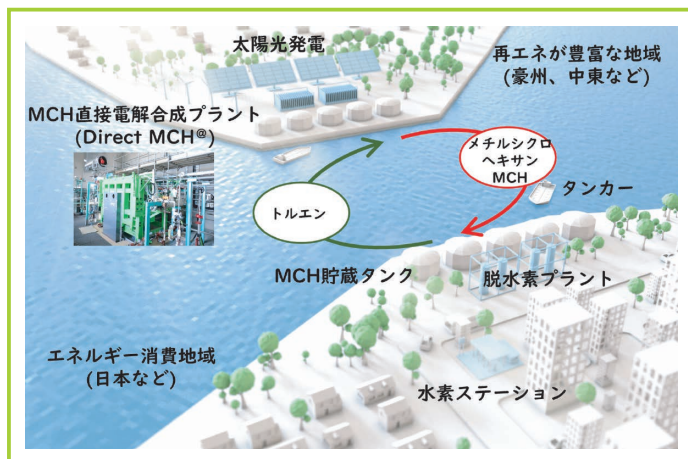 太陽光発電
再エネが豊富な地域
(豪州、中東など)
MCH直接電解合成プラント
(Direct MCH®)
メチルシクロ
ヘキサン
MCH
タンカー
トルエン
MCH貯蔵タンク
脱水素プラント
エネルギー消費地域
(日本など)
水素ステーション